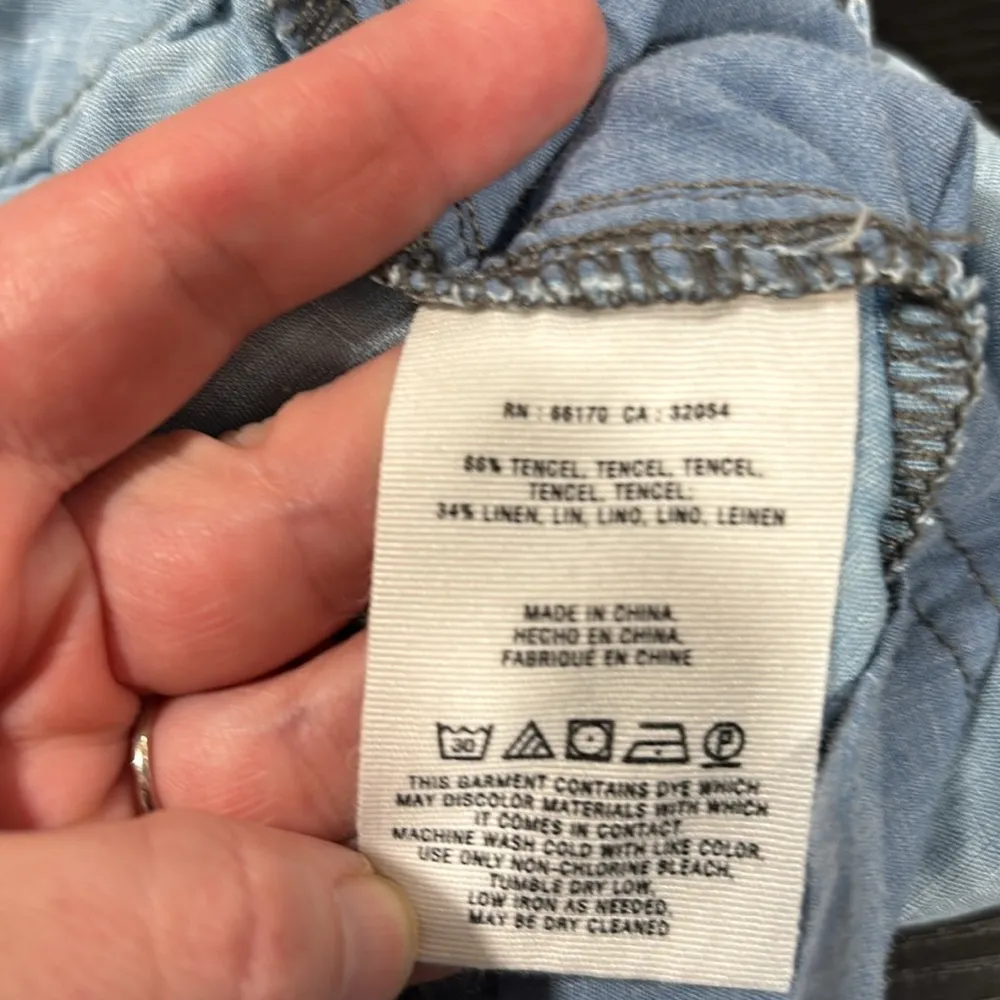 RN : 66170 CA : 32054
66% TENCEL, TENCEL, TENCEL,
TENCEL, TENCEL;
34% LINEN, LIN, LINO, LINO, LEINEN
MADE IN CHINA,
HECHO EN CHINA,
FABRIQUÉ EN CHINE
30 P
THIS GARMENT CONTAINS DYE WHICH
MAY DISCOLOR MATERIALS WITH WHICH
IT COMES IN CONTACT
MACHINE WASH COLD WITH LIKE COLOR,
USE ONLY NON-CHLORINE BLEACH,
TUMBLE DRY LOW,
LOW IRON AS NEEDED,
MAY BE DRY CLEANED